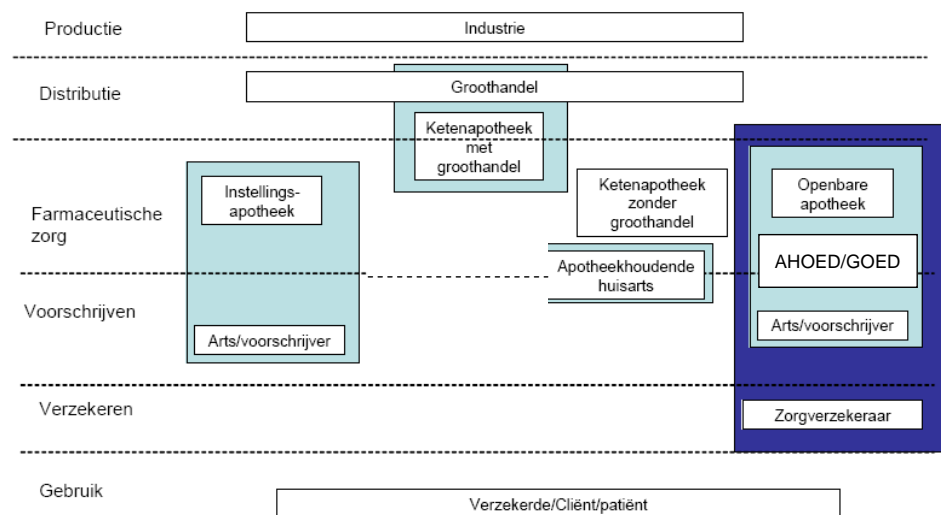 Productie
Industrie
Distributie
Groothandel
Ketenapotheek
met
groothandel
Farmaceutische
zorg
Instellings-
apotheek
Ketenapotheek
zonder
groothandel
Openbare
apotheek
Apotheekhoudende
huisarts
AHOED/GOED
Voorschrijven
Arts/voorschrijver
Arts/voorschrijver
Verzekeren
Zorgverzekeraar
Gebruik
Verzekerde/Cliënt/patiënt